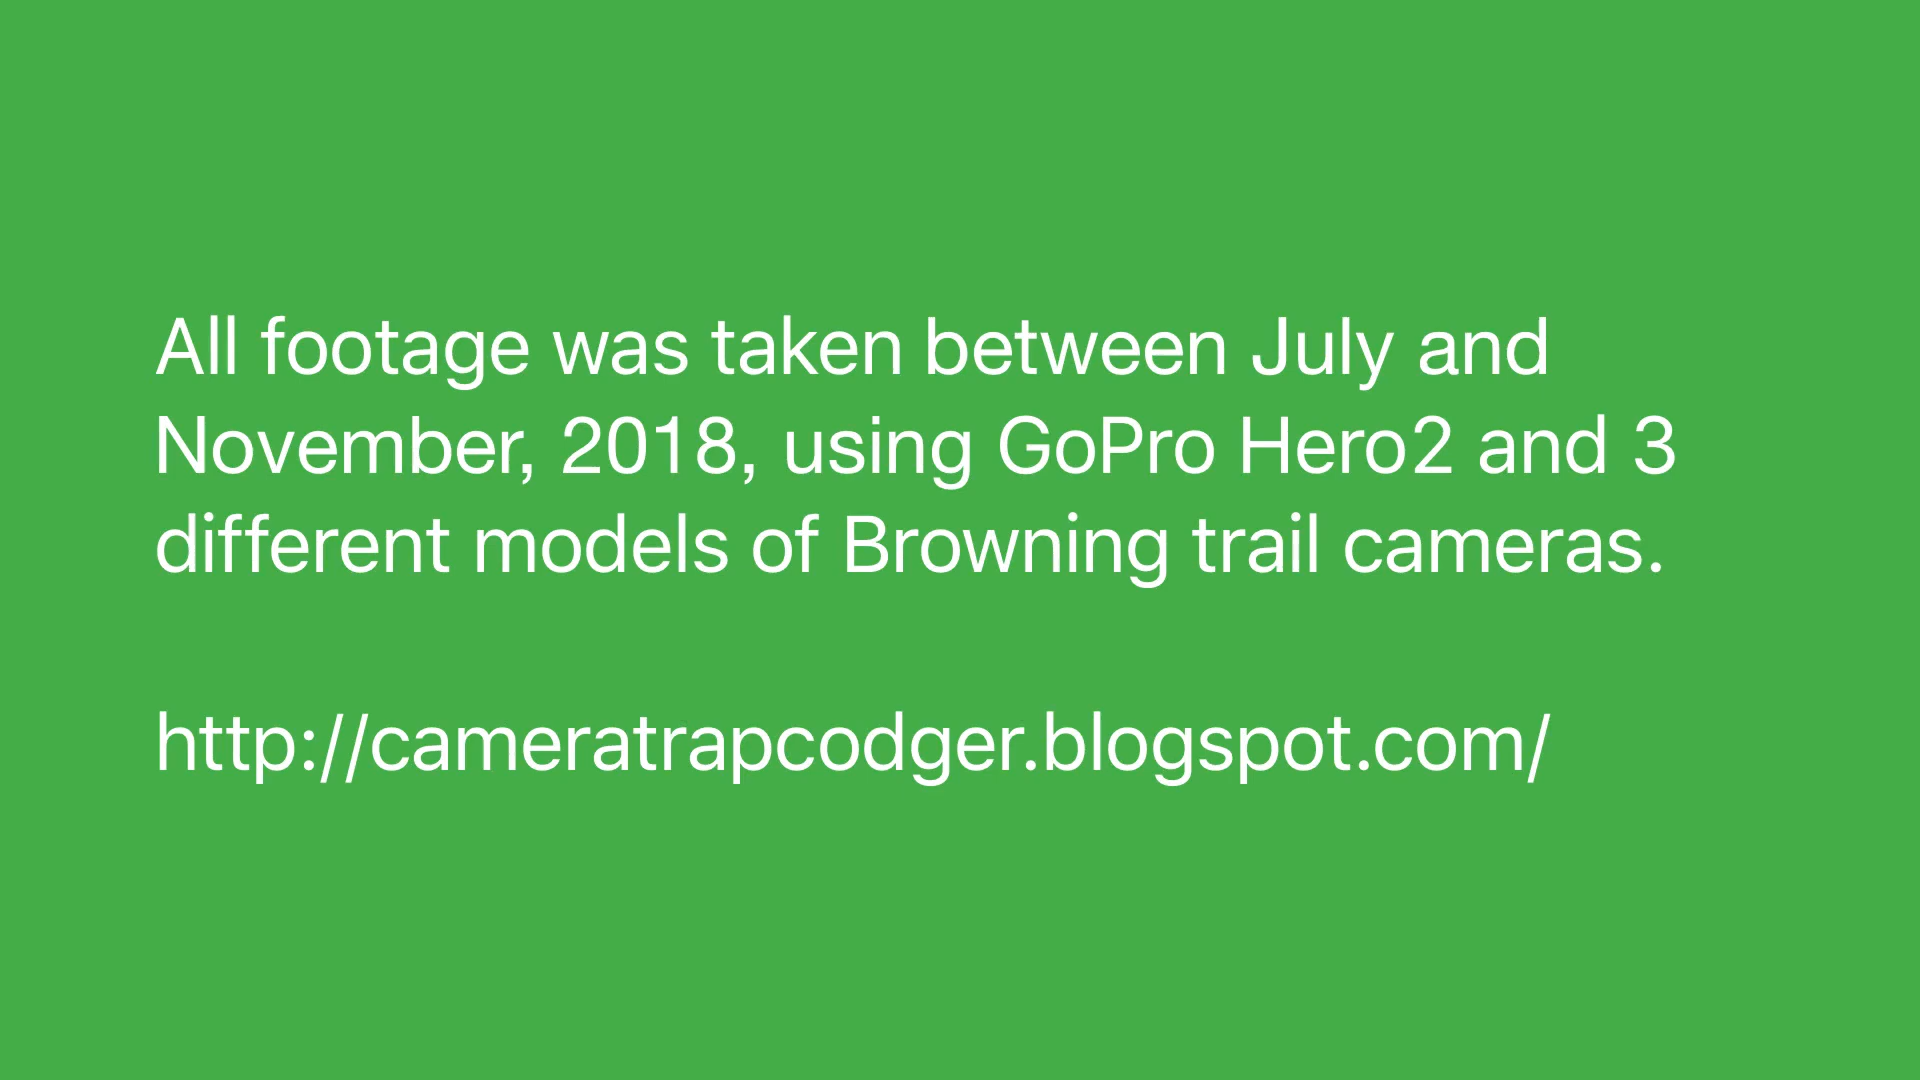 All footage was taken between July and
November, 2018, using GoPro Hero2 and 3
different models of Browning trail cameras.
http://cameratrapcodger.blogspot.com/